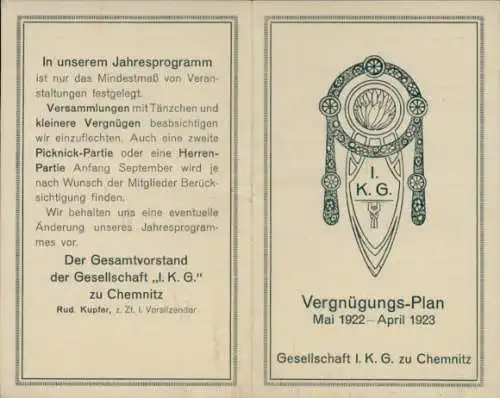 In unserem Jahresprogramm
ist nur das Mindestmaß von Veran-
staltungen festgelegt.
Versammlungen mit Tänzchen und
kleinere Vergnügen beabsichtigen
wir einzuflechten. Auch eine zweite
Picknick-Partie oder eine Herren-
Partie Anfang September wird je
nach Wunsch der Mitglieder Berück-
sichtigung finden.
Wir behalten uns eine eventuelle
Änderung unseres Jahresprogram-
mes vor.
Der Gesamtvorstand
der Gesellschaft „I. K. G.“
zu Chemnitz
Rud. Kupfer, z. Zt. I. Vorsitzender
I.
K. G.
Vergnügungs-Plan
Mai 1922—April 1923
Gesellschaft I. K. G. zu Chemnitz